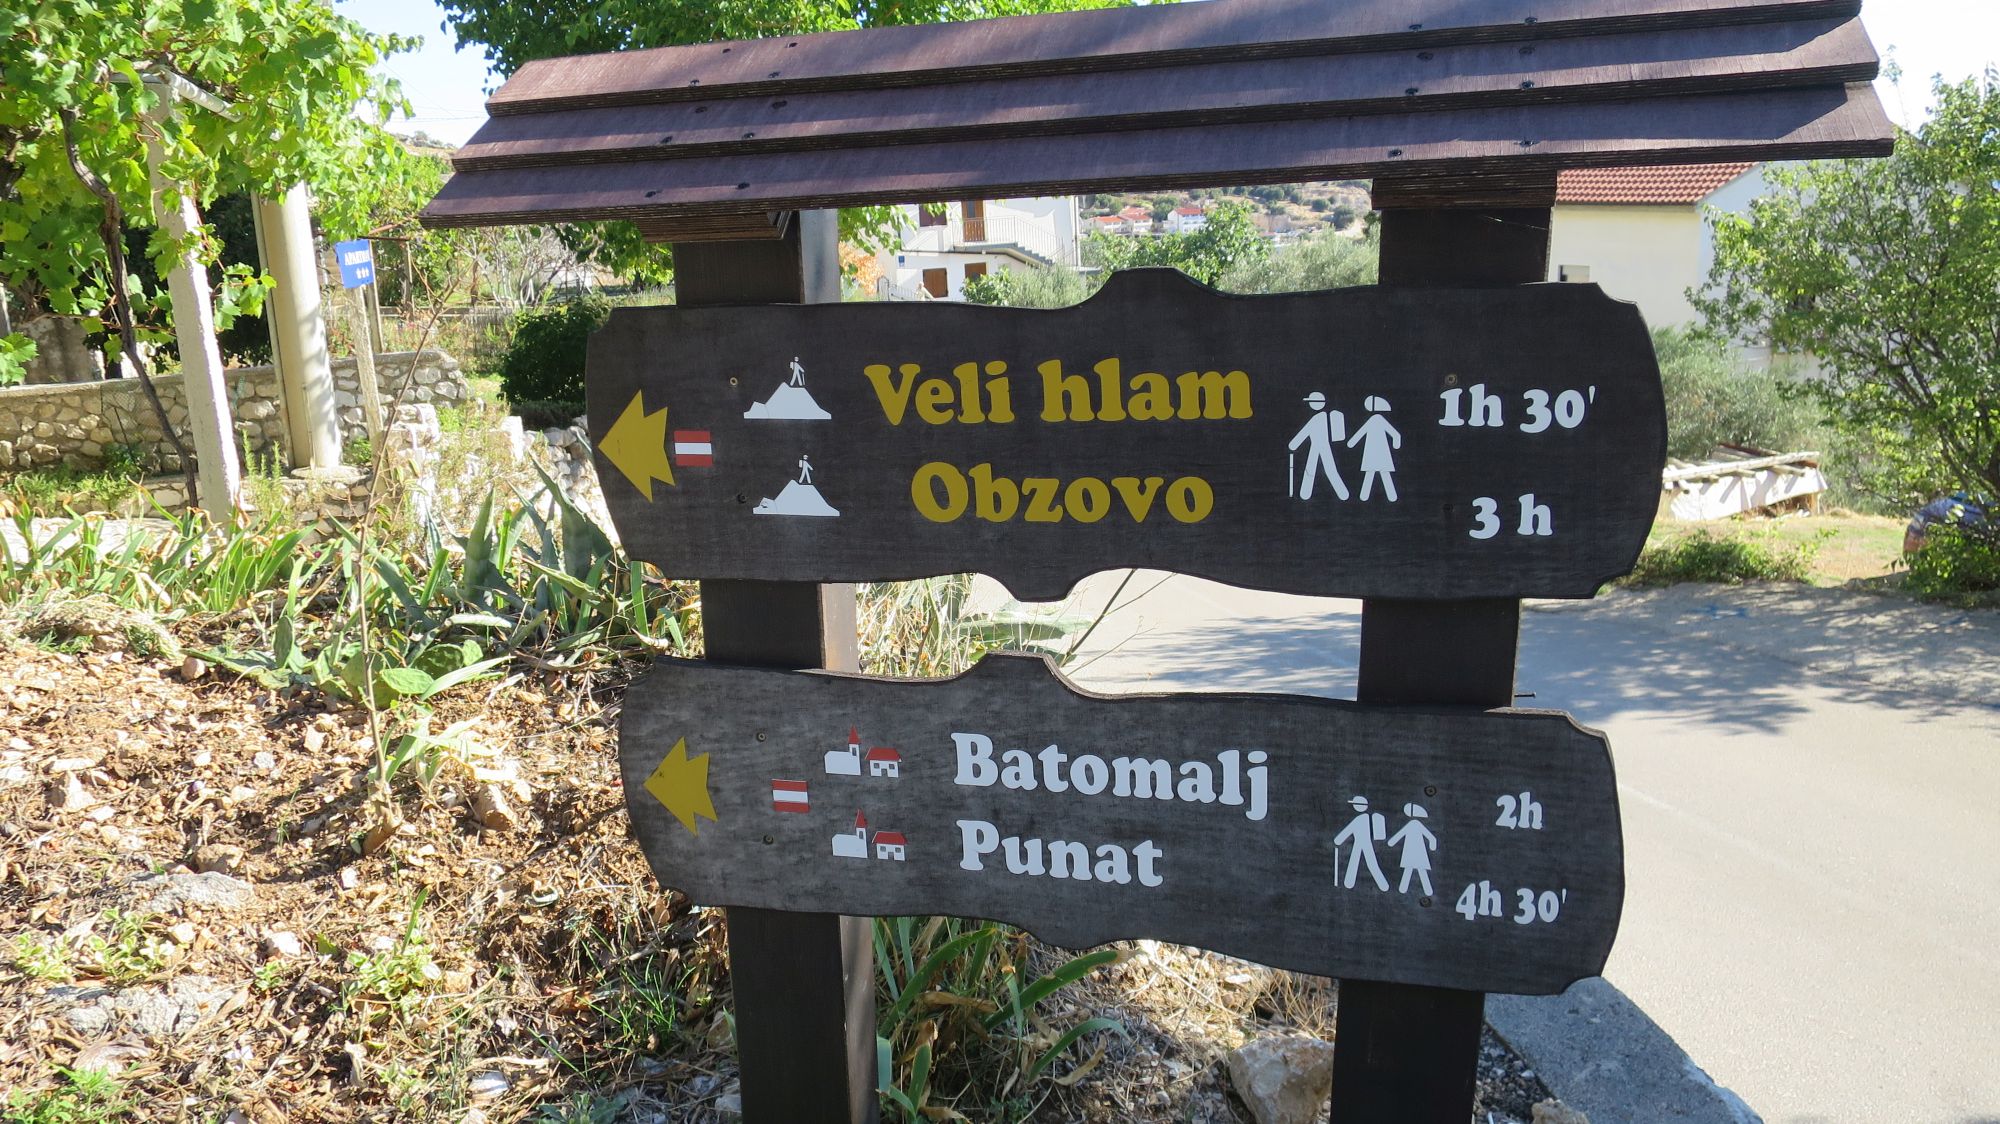 Veli hlam 1h 30'
Obzovo 3 h
Batomalj 2h
Punat 4h 30'